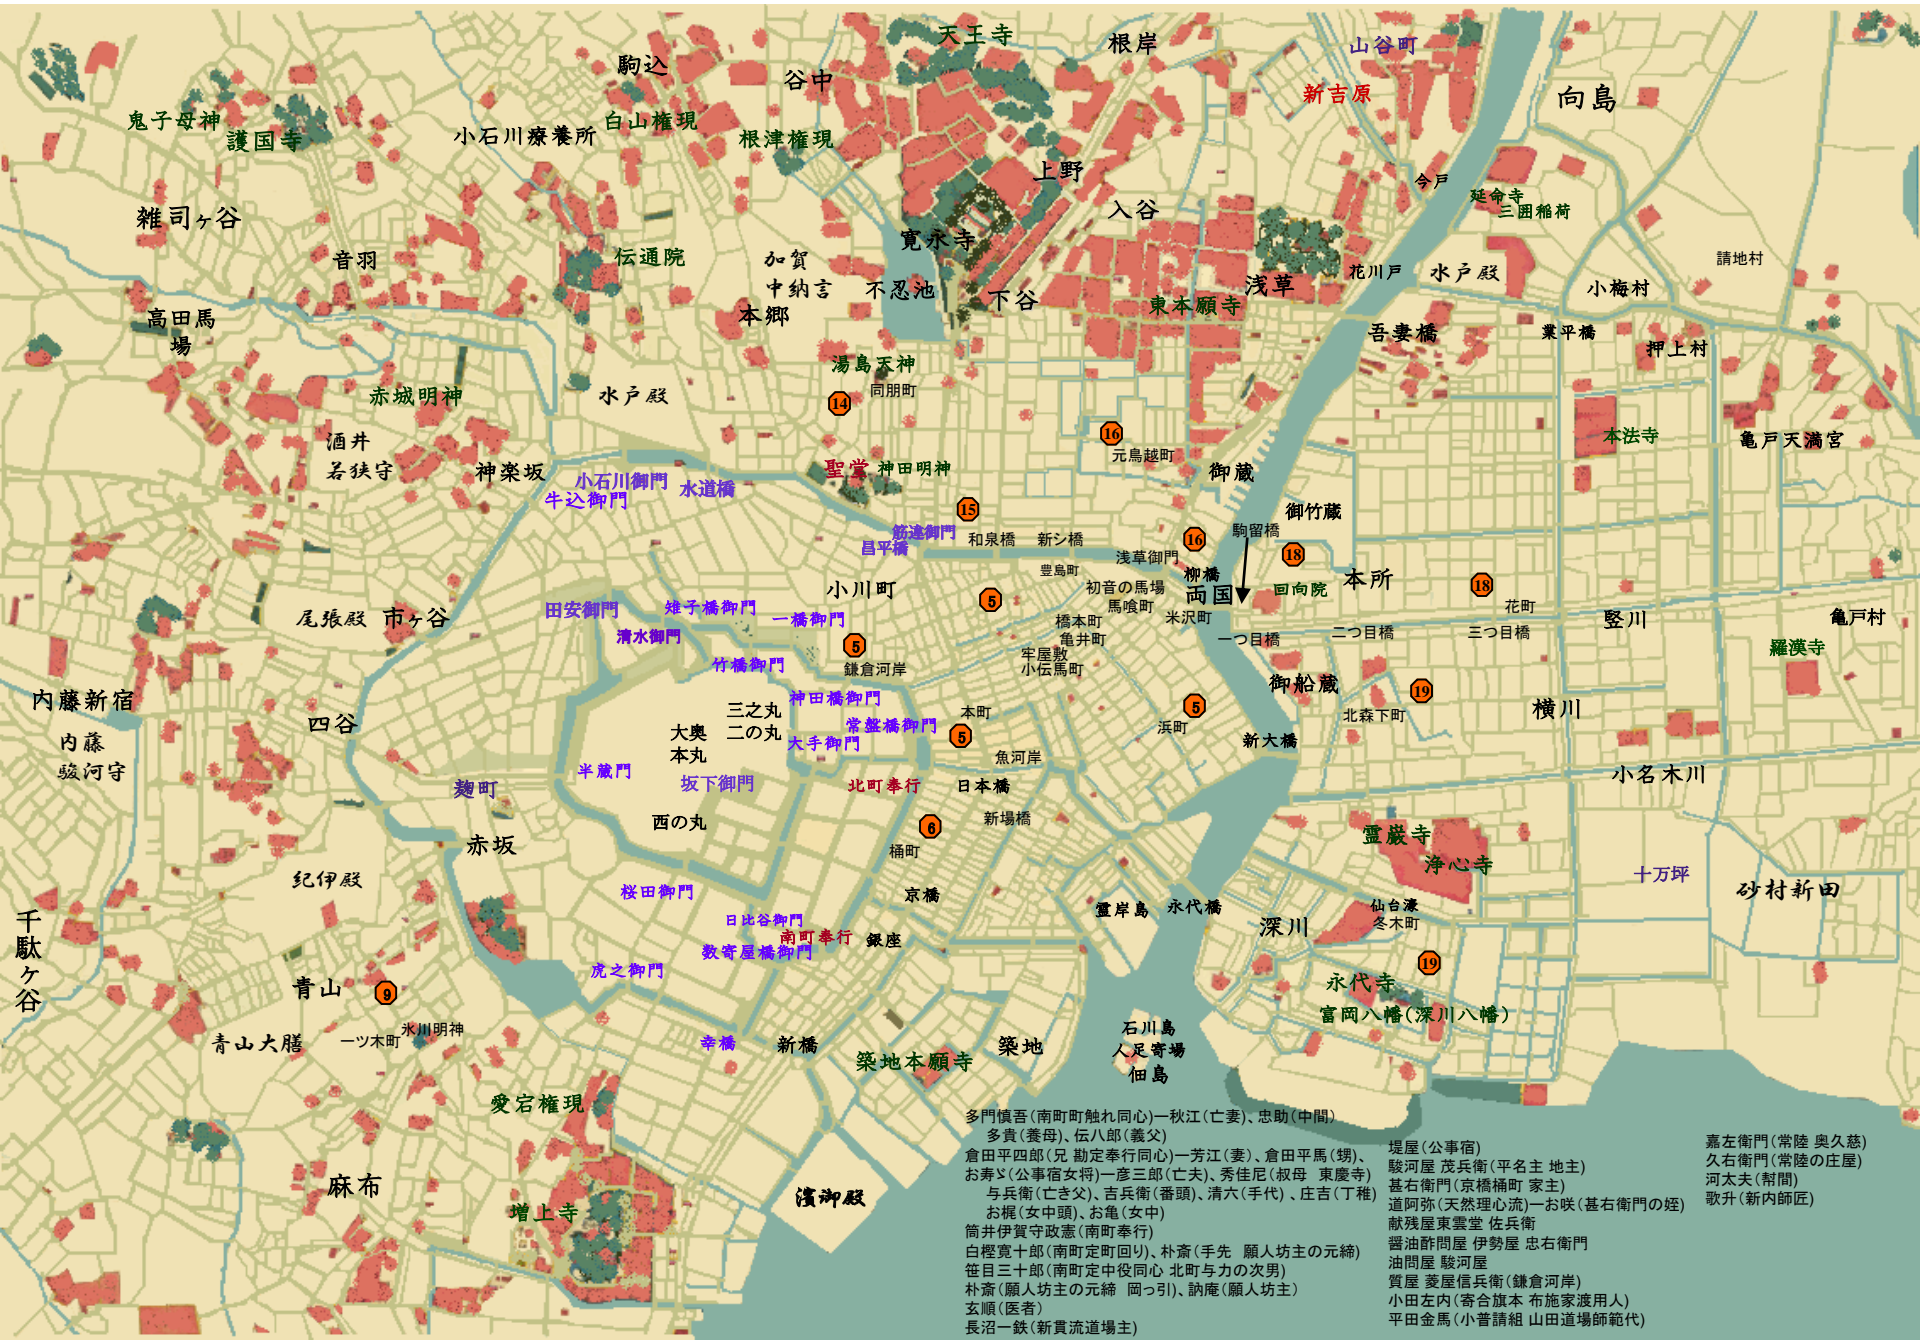 天王寺
根岸
山谷町
駒込
谷中
新吉原
向島
鬼子母神
護国寺
小石川療養所
白山権現
根津権現
上野
今戸
延命寺
三囲稲荷
雑司ヶ谷
入谷
音羽
伝通院
加賀
中納言
寛永寺
不忍池
下谷
浅草
花川戸
水戸殿
請地村
小梅村
高田馬
場
本郷
東本願寺
吾妻橋
業平橋
押上村
湯島天神
同朋町
14
赤城明神
水戸殿
16
元鳥越町
本法寺
亀戸天満宮
酒井
若狭守
神楽坂
小石川御門
牛込御門
水道橋
聖堂
神田明神
御蔵
御竹蔵
15
筋違御門
昌平橋
和泉橋
新シ橋
浅草御門
16
駒留橋
18
柳橋
両国
回向院
本所
18
花町
豊島町
初音の馬場
馬喰町
米沢町
小川町
5
橋本町
亀井町
牢屋敷
小伝馬町
一つ目橋
二つ目橋
三つ目橋
竪川
亀戸村
羅漢寺
尾張殿
市ヶ谷
田安御門
雉子橋御門
清水御門
一橋御門
竹橋御門
5
鎌倉河岸
内藤新宿
内藤
駿河守
四谷
神田橋御門
三之丸
二の丸
大奥
本丸
常盤橋御門
大手御門
本町
5
魚河岸
浜町
5
御船蔵
新大橋
北森下町
19
横川
小名木川
半蔵門
坂下御門
北町奉行
日本橋
麹町
西の丸
6
新場橋
桶町
赤坂
紀伊殿
桜田御門
京橋
霊岸島
永代橋
霊巌寺
浄心寺
十万坪
砂村新田
千駄ヶ谷
日比谷御門
南町奉行
数寄屋橋御門
銀座
深川
仙台濠
冬木町
19
虎之御門
青山
9
永代寺
富岡八幡(深川八幡)
青山大膳
一ツ木町
氷川明神
幸橋
新橋
築地本願寺
築地
石川島
人足寄場
佃島
愛宕権現
麻布
増上寺
濱御殿
多門慎吾(南町町触れ同心)ー秋江(亡妻)、忠助(中間)
多貴(養母)、伝八郎(義父)
倉田平四郎(兄 勘定奉行同心)ー芳江(妻)、倉田平馬(甥)、
お寿ゞ(公事宿女将)ー彦三郎(亡夫)、秀佳尼(叔母 東慶寺)
与兵衛(亡き父)、吉兵衛(番頭)、清六(手代)、庄吉(丁稚)
お梶(女中頭)、お亀(女中)
筒井伊賀守政憲(南町奉行)
白樫寛十郎(南町定町回り)、朴斎(手先 願人坊主の元締)
笹目三十郎(南町定中役同心 北町与力の次男)
朴斎(願人坊主の元締 岡っ引)、訥庵(願人坊主)
玄順(医者)
長沼一鉄(新貫流道場主)
堤屋(公事宿)
駿河屋 茂兵衛(平名主 地主)
甚右衛門(京橋桶町 家主)
道阿弥(天然理心流)ーお咲(甚右衛門の姪)
献残屋東雲堂 佐兵衛
醤油酢問屋 伊勢屋 忠右衛門
油問屋 駿河屋
質屋 菱屋信兵衛(鎌倉河岸)
小田左内(寄合旗本 布施家渡用人)
平田金馬(小普請組 山田道場師範代)
嘉左衛門(常陸 奥久慈)
久右衛門(常陸の庄屋)
河太夫(幇間)
歌升(新内師匠)